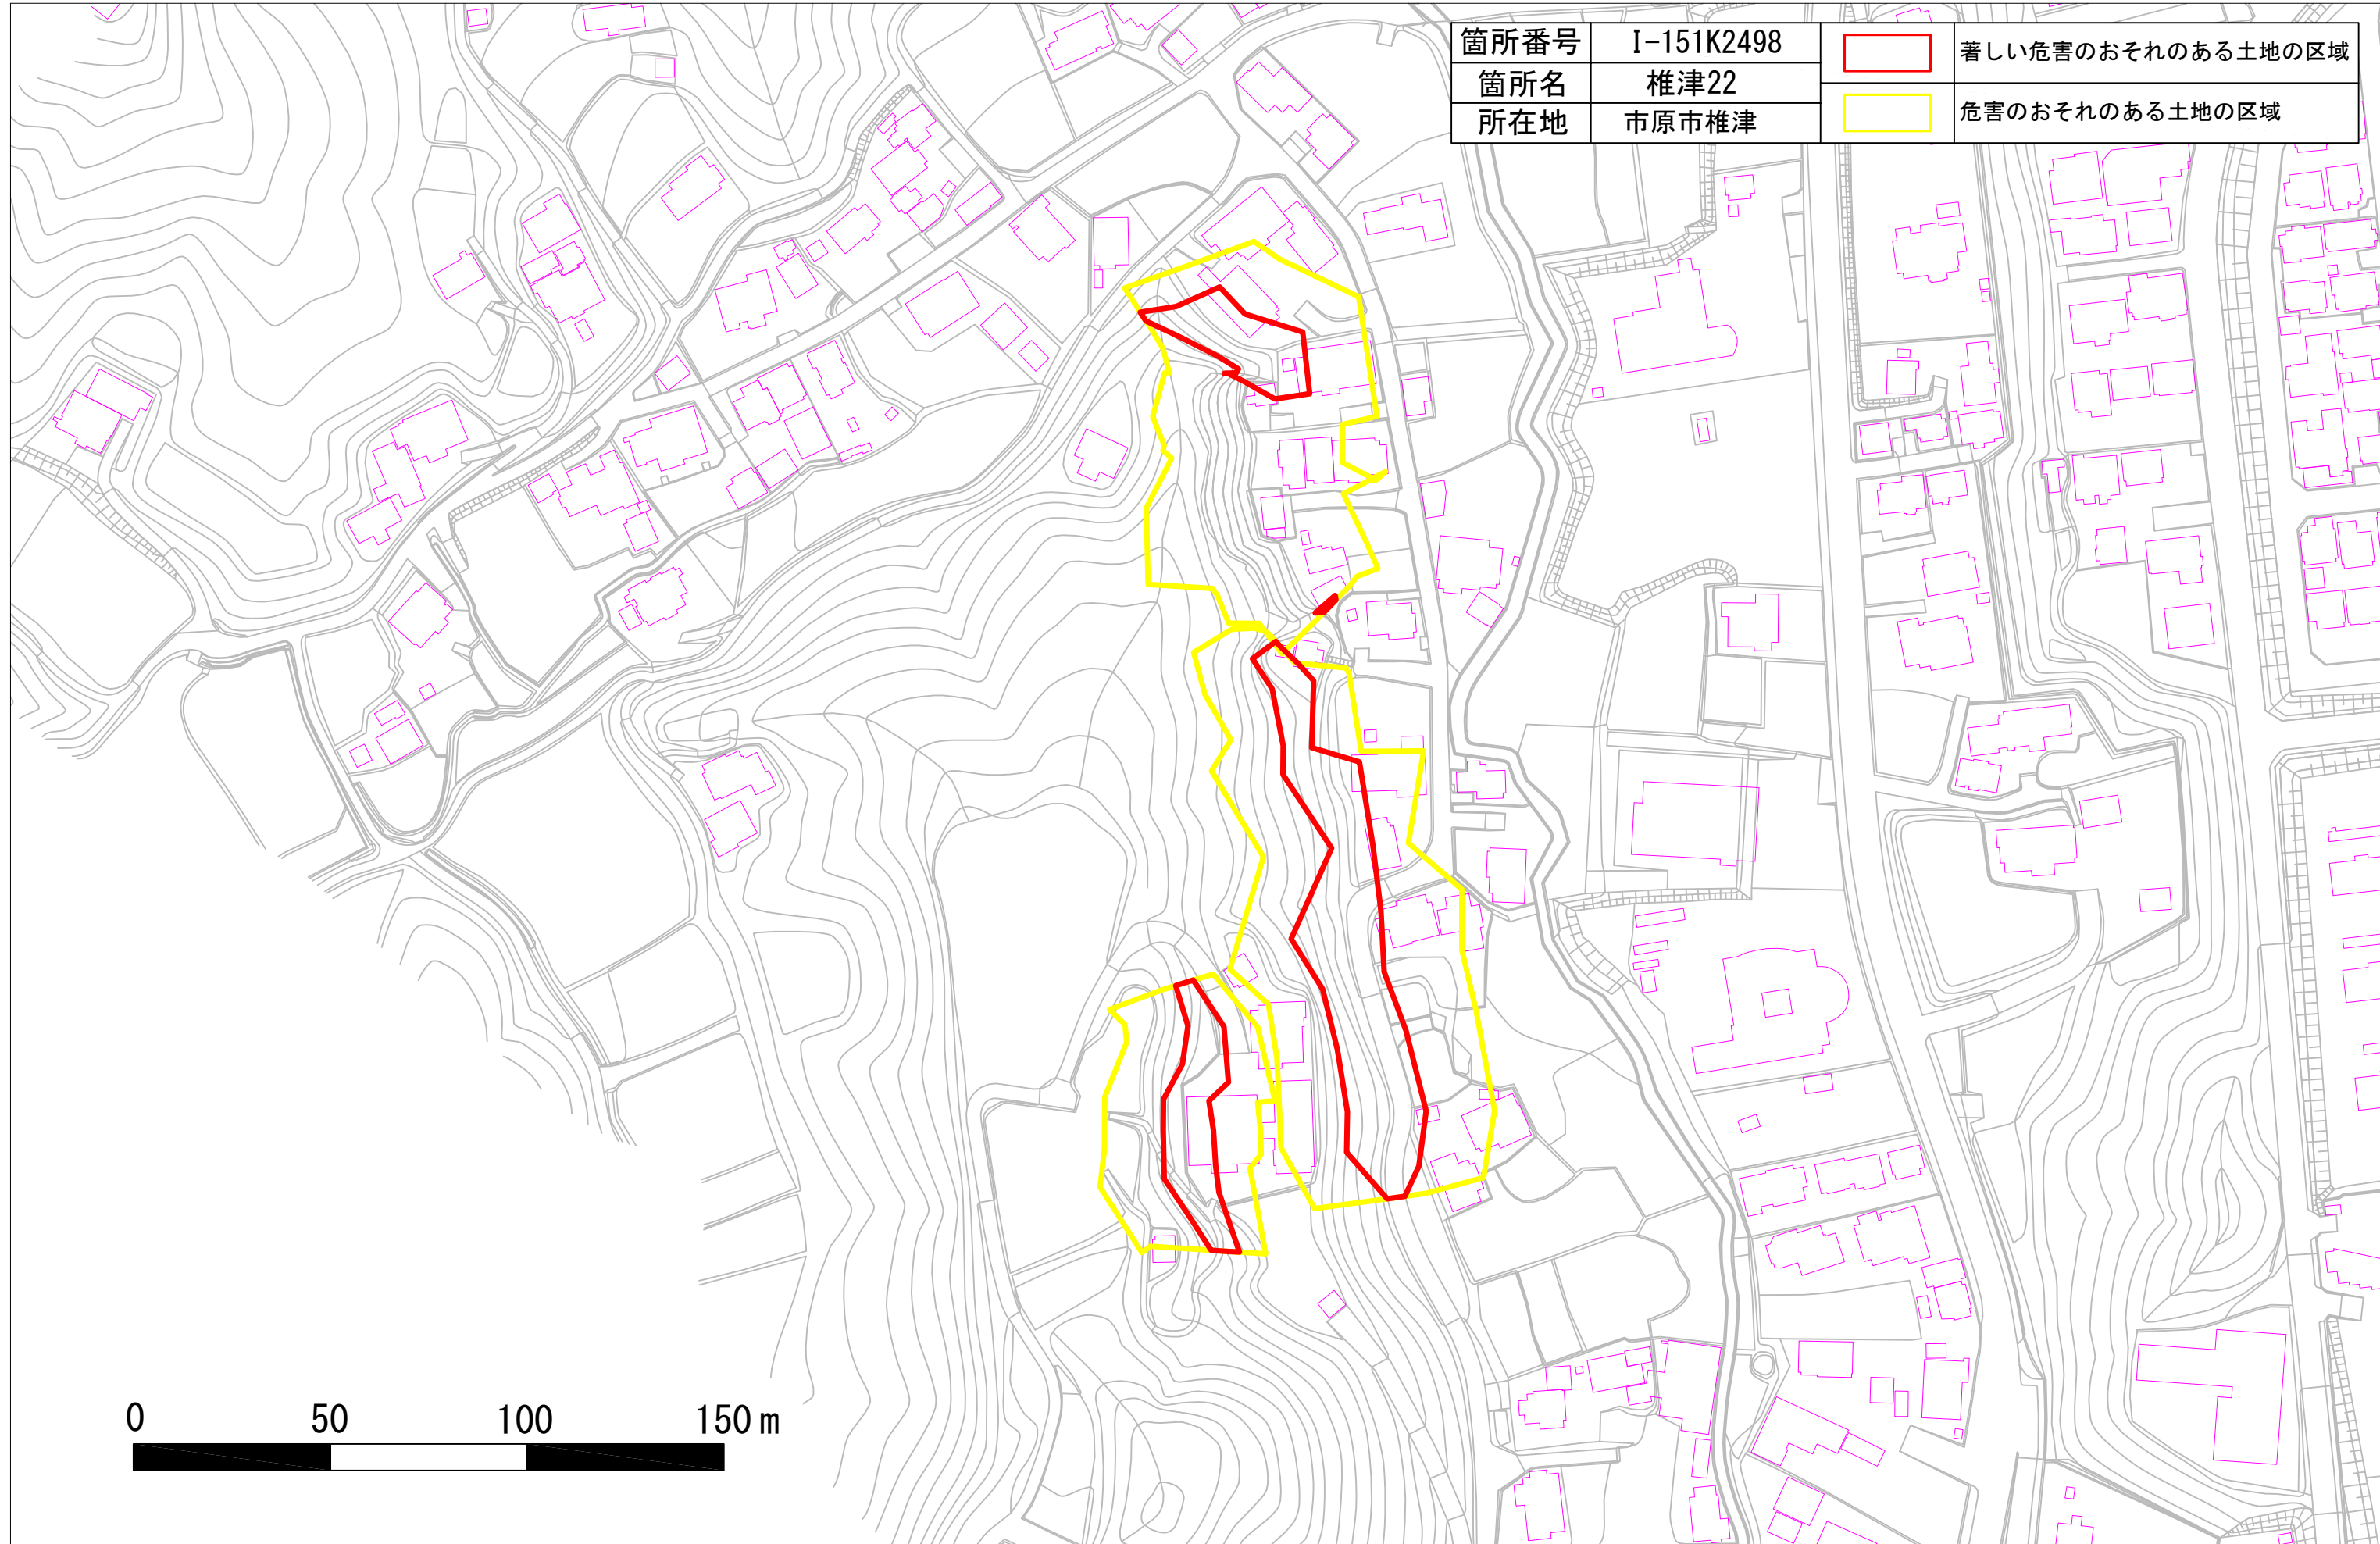 箇所番号 I-151K2498
箇所名 椎津22
所在地 市原市椎津
著しい危害のおそれのある土地の区域
危害のおそれのある土地の区域
0 50 100 150m